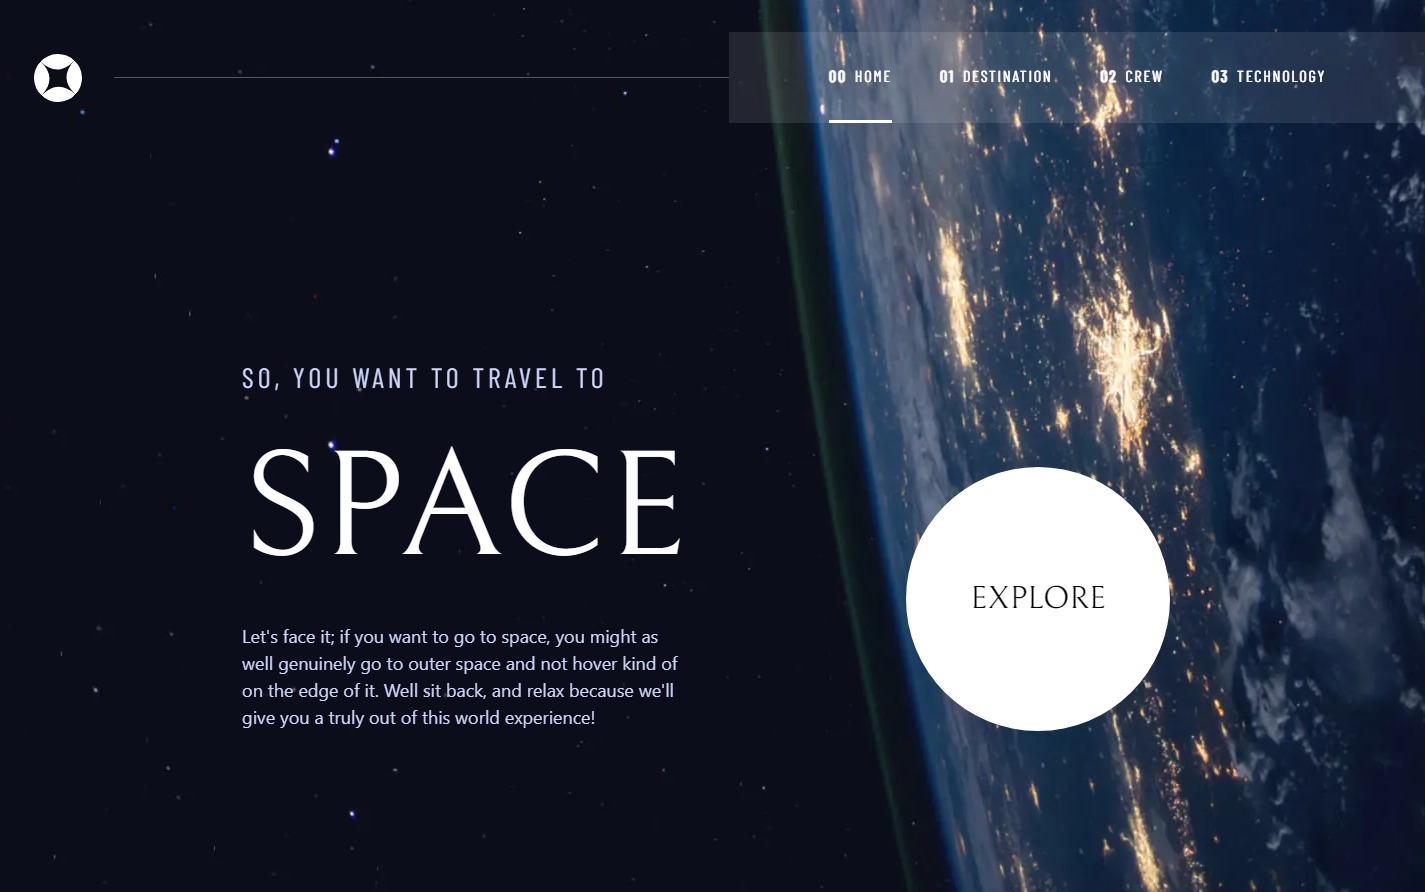 00 HOME 01 DESTINATION 02 CREW 03 TECHNOLOGY
SO, YOU WANT TO TRAVEL TO
SPACE
Let's face it; if you want to go to space, you might as
well genuinely go to outer space and not hover kind of
on the edge of it. Well sit back, and relax because we'll
give you a truly out of this world experience!
EXPLORE